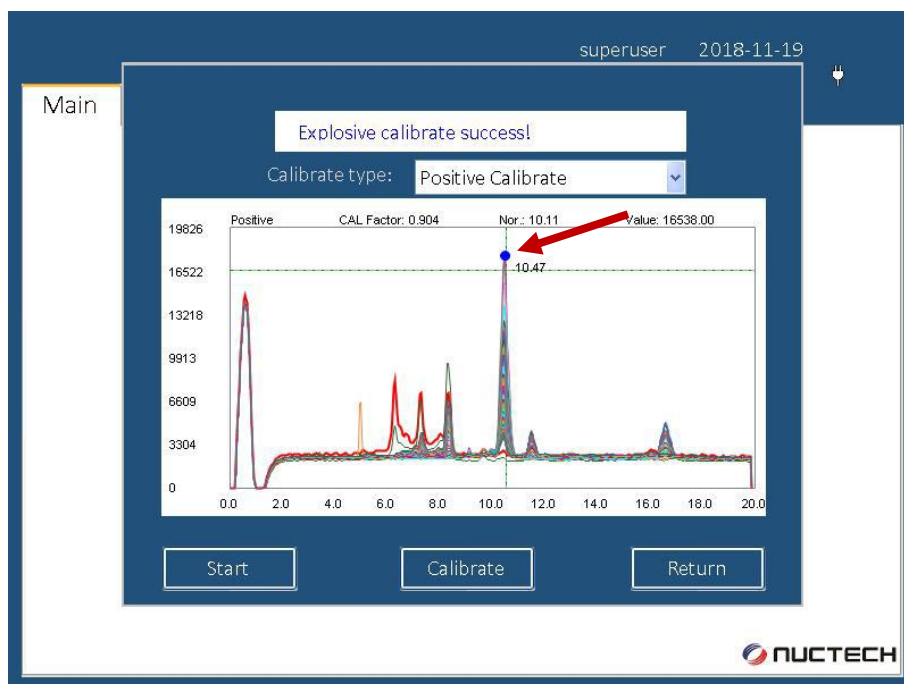 superuser 2018-11-19
Main
Explosive calibrate success!
Calibrate type: Positive Calibrate
Positive CAL Factor: 0.904 Nor.: 10.11 Value: 16538.00
19826
16522
10.47
13218
9913
6609
3304
0
0.0 2.0 4.0 6.0 8.0 10.0 12.0 14.0 16.0 18.0 20.0
Start Calibrate Return
NUCTECH